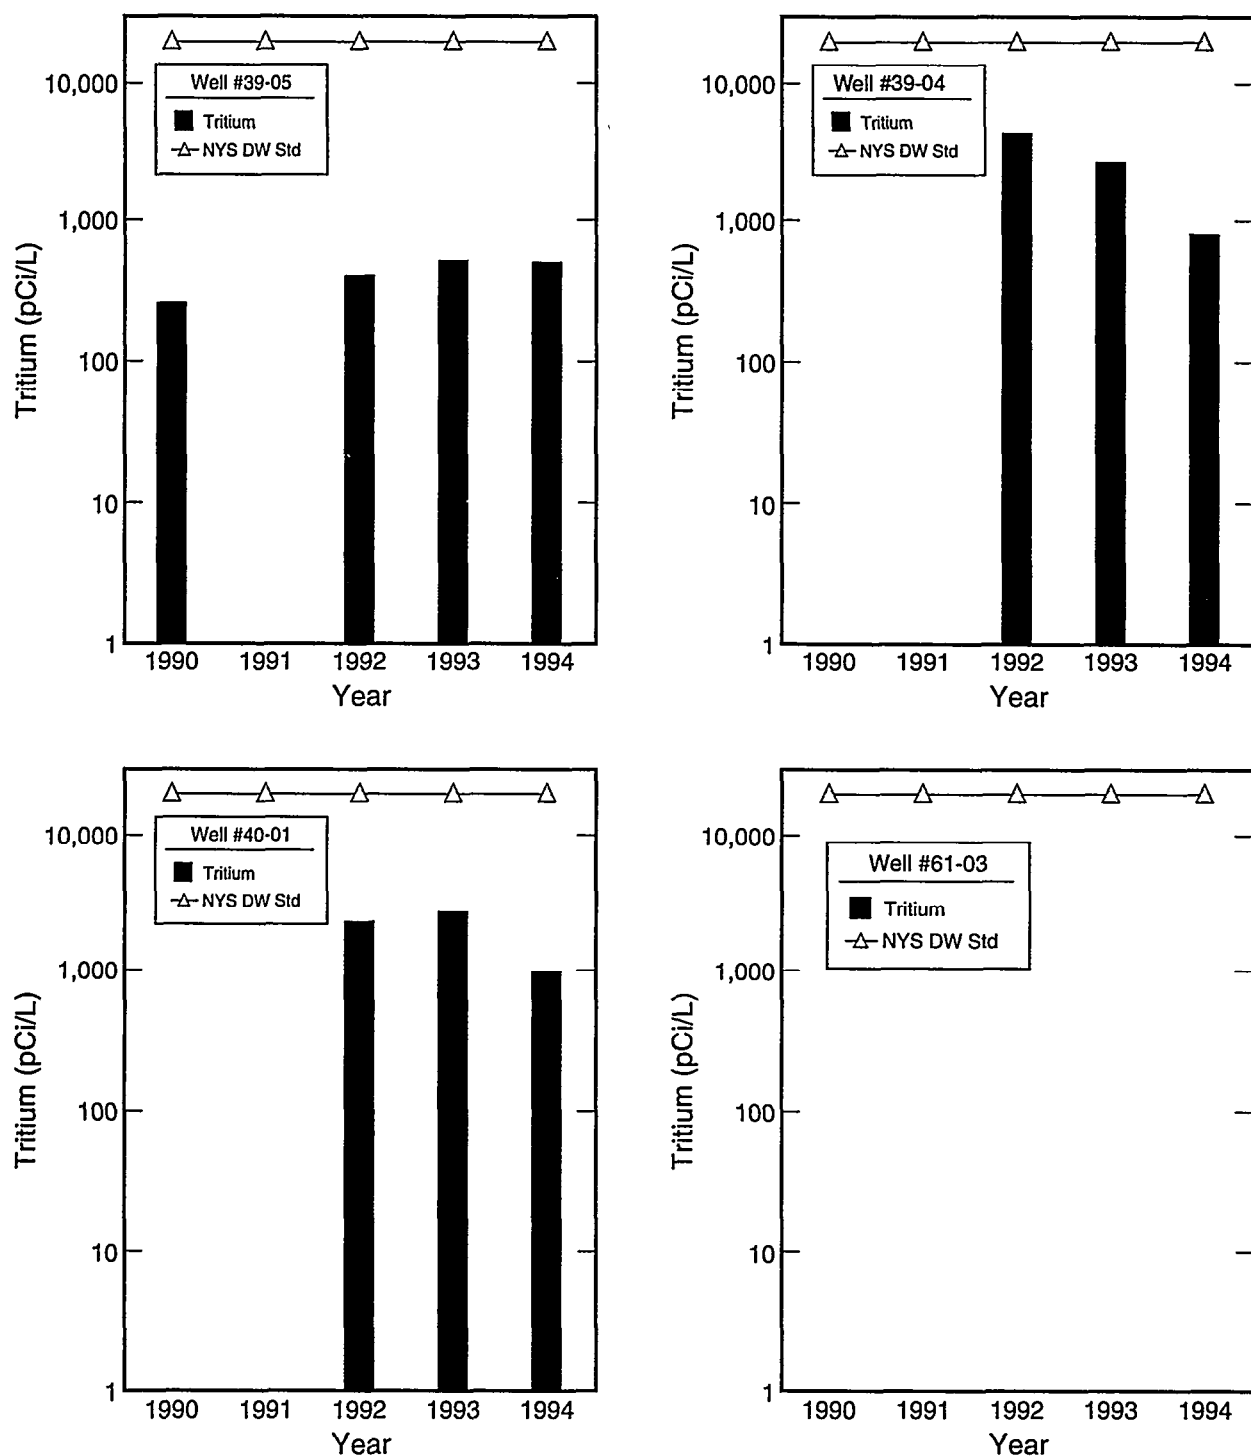 Well #39-05
Tritium
NYS DW Std
10,000
1,000
100
10
1
Tritium (pCi/L)
1990 1991 1992 1993 1994
Year
Well #39-04
Tritium
NYS DW Std
10,000
1,000
100
10
1
Tritium (pCi/L)
1990 1991 1992 1993 1994
Year
Well #40-01
Tritium
NYS DW Std
10,000
1,000
100
10
1
Tritium (pCi/L)
1990 1991 1992 1993 1994
Year
Well #61-03
Tritium
NYS DW Std
10,000
1,000
100
10
1
Tritium (pCi/L)
1990 1991 1992 1993 1994
Year